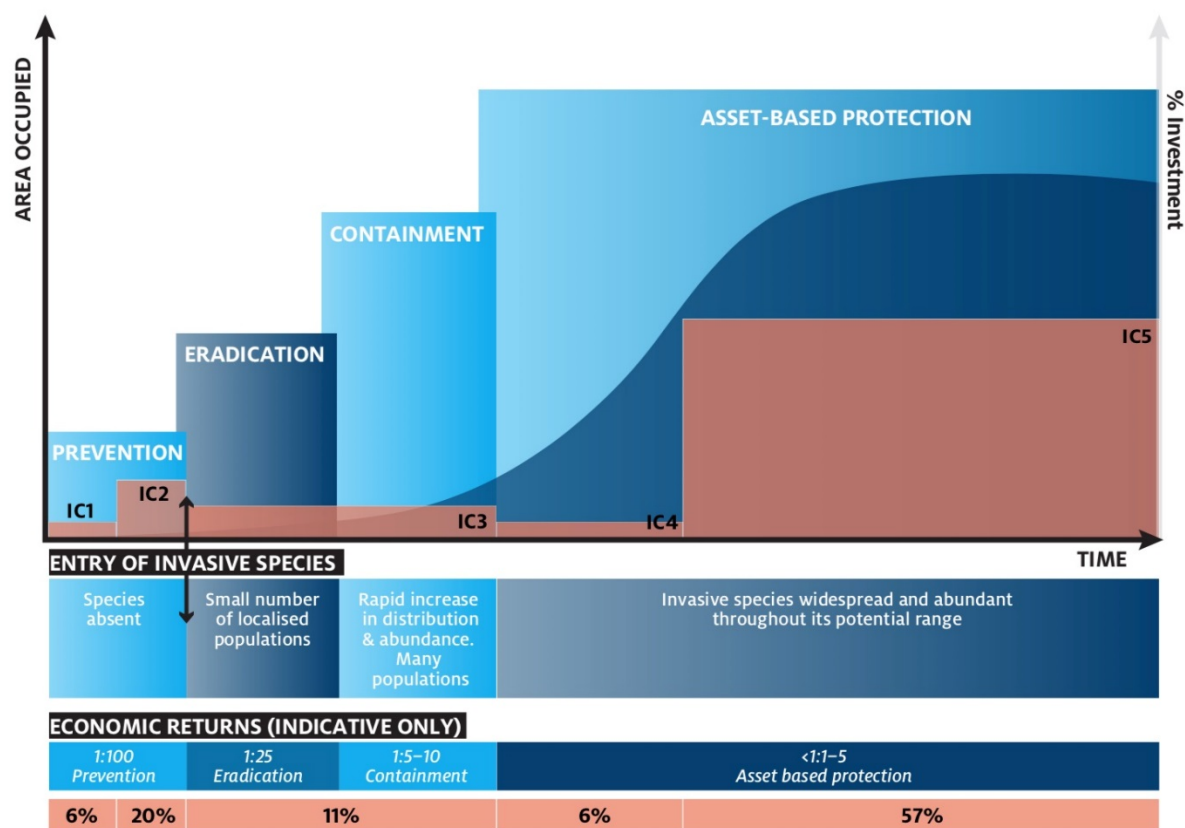 AREA OCCUPIED
% Investment
ASSET-BASED PROTECTION
CONTAINMENT
ERADICATION
PREVENTION
IC1
IC2
IC3
IC4
IC5
TIME
ENTRY OF INVASIVE SPECIES
Species
absent
Small number
of localised
populations
Rapid increase
in distribution
& abundance.
Many
populations
Invasive species widespread and abundant
throughout its potential range
ECONOMIC RETURNS (INDICATIVE ONLY)
1:100
Prevention
1:25
Eradication
1:5–10
Containment
<1:1–5
Asset based protection
6%
20%
11%
6%
57%